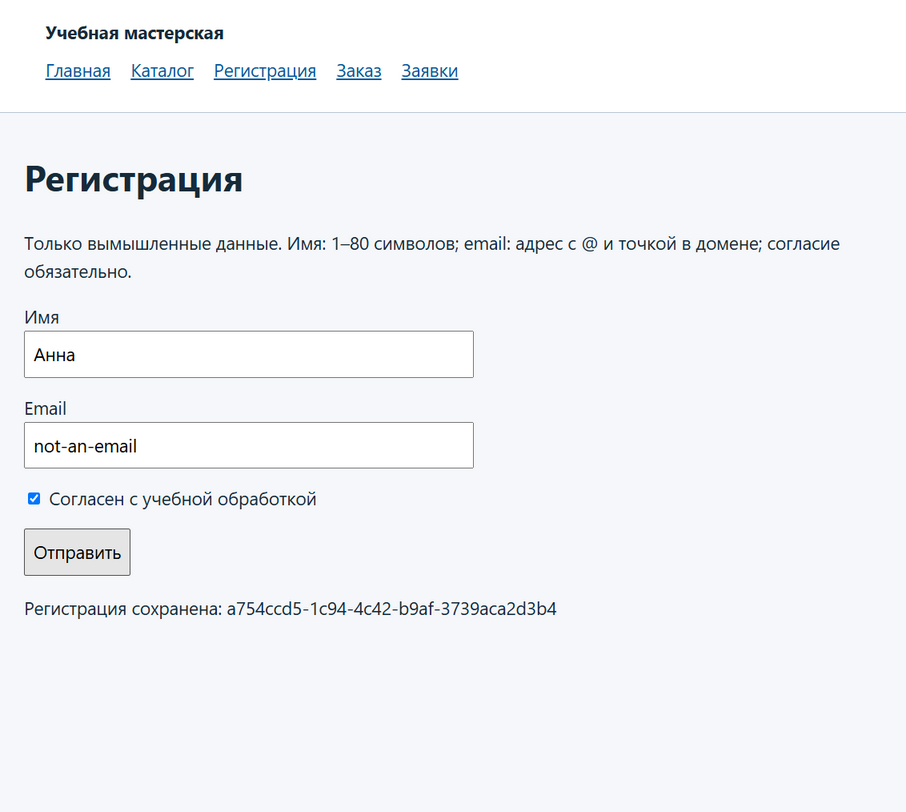 Учебная мастерская
Главная Каталог Регистрация Заказ Заявки
Регистрация
Только вымышленные данные. Имя: 1–80 символов; email: адрес с @ и точкой в домене; согласие
обязательно.
Имя
Анна
Email
not-an-email
Согласен с учебной обработкой
Отправить
Регистрация сохранена: a754ccd5-1c94-4c42-b9af-3739aca2d3b4